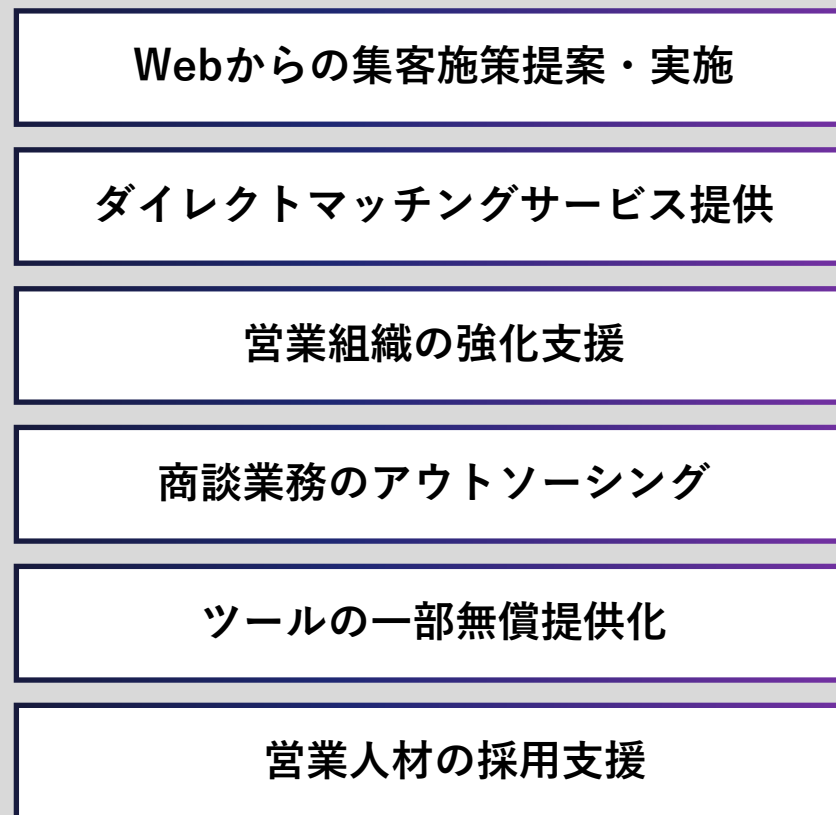 Webからの集客施策提案・実施
ダイレクトマッチングサービス提供
営業組織の強化支援
商談業務のアウトソーシング
ツールの一部無償提供化
営業人材の採用支援